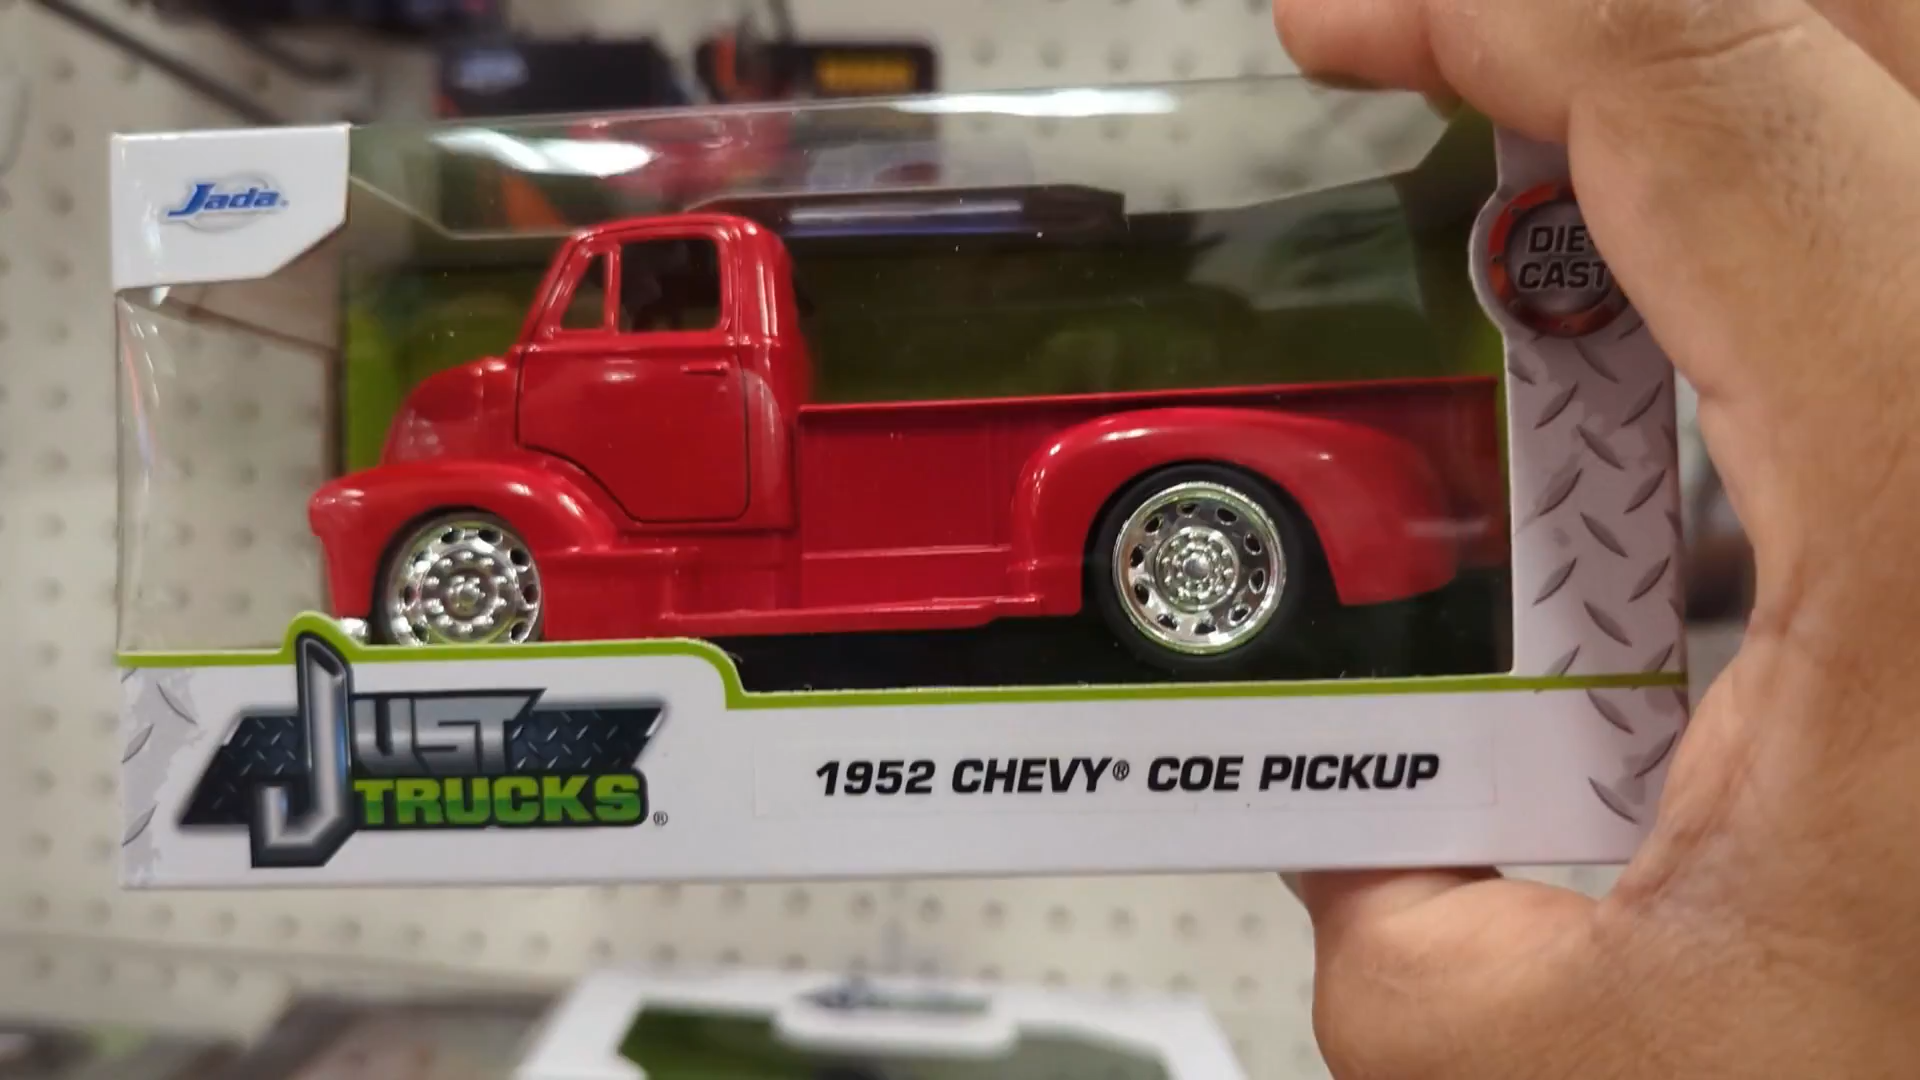 Jada
DIE-
CAST
JUST
TRUCKS®
1952 CHEVY® COE PICKUP